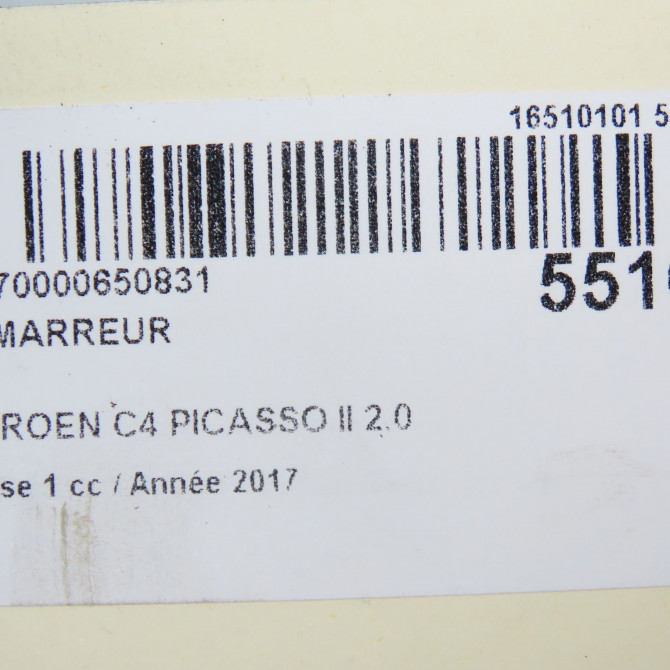 16510101 5
70000650831
551
MARREUR
ROEN C4 PICASSO II 2.0
se 1 cc / Année 2017